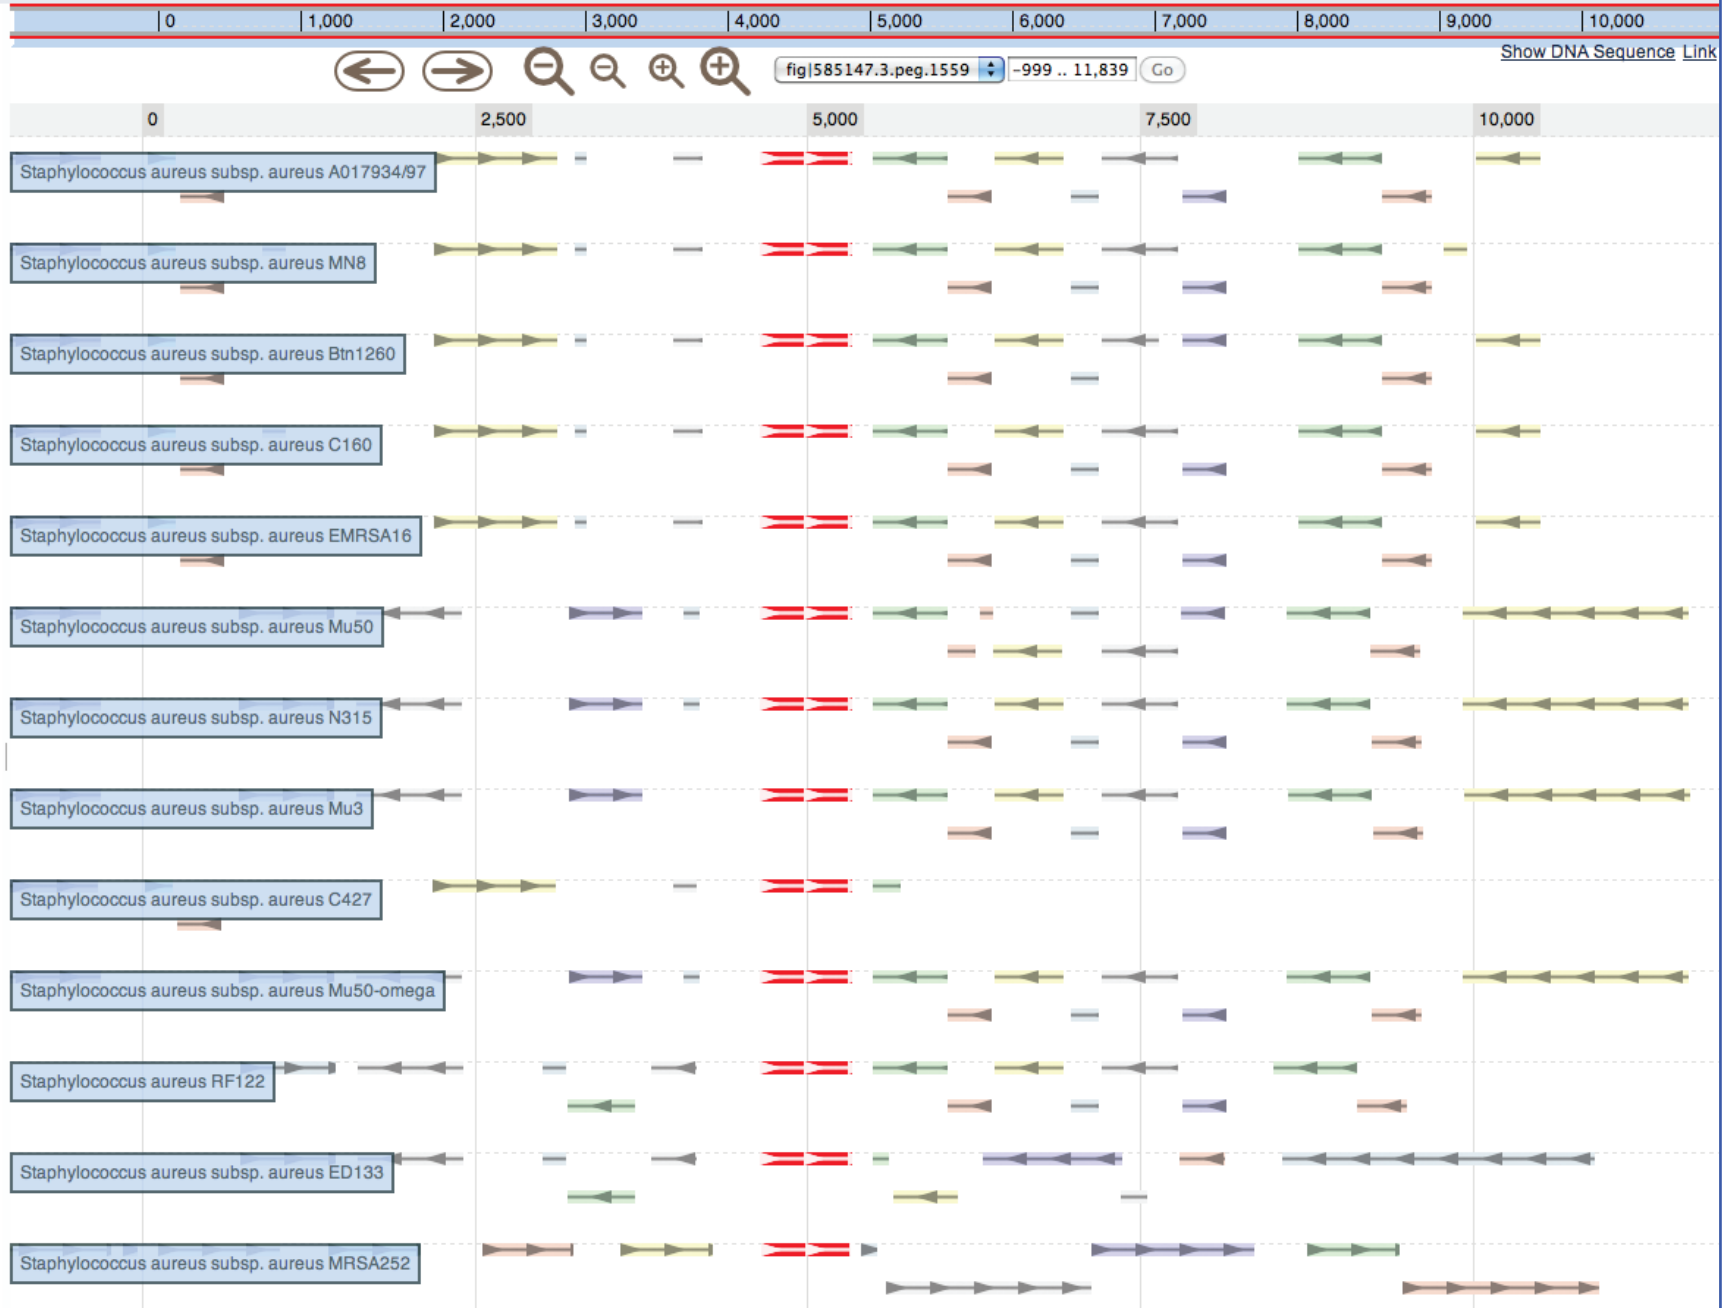 0 1,000 2,000 3,000 4,000 5,000 6,000 7,000 8,000 9,000 10,000
Show DNA Sequence Link
fig|585147.3.peg.1559 -999 .. 11,839 Go
0 2,500 5,000 7,500 10,000
Staphylococcus aureus subsp. aureus A017934/97
Staphylococcus aureus subsp. aureus MN8
Staphylococcus aureus subsp. aureus Btn1260
Staphylococcus aureus subsp. aureus C160
Staphylococcus aureus subsp. aureus EMRSA16
Staphylococcus aureus subsp. aureus Mu50
Staphylococcus aureus subsp. aureus N315
Staphylococcus aureus subsp. aureus Mu3
Staphylococcus aureus subsp. aureus C427
Staphylococcus aureus subsp. aureus Mu50-omega
Staphylococcus aureus RF122
Staphylococcus aureus subsp. aureus ED133
Staphylococcus aureus subsp. aureus MRSA252